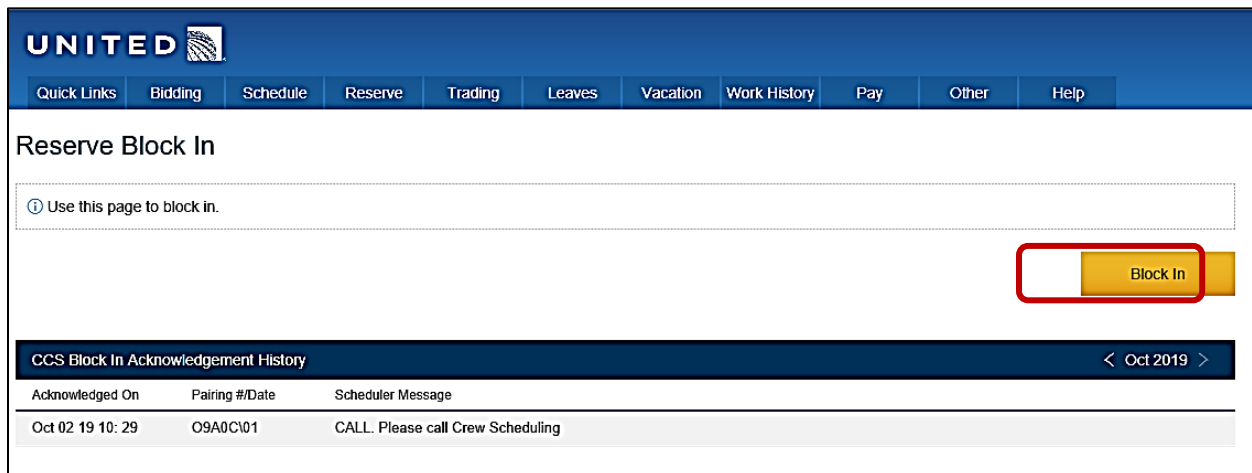 UNITED
Quick Links Bidding Schedule Reserve Trading Leaves Vacation Work History Pay Other Help
Reserve Block In
Use this page to block in.
Block In
CCS Block In Acknowledgement History < Oct 2019 >
Acknowledged On Pairing #/Date Scheduler Message
Oct 02 19 10: 29 O9A0C\01 CALL. Please call Crew Scheduling